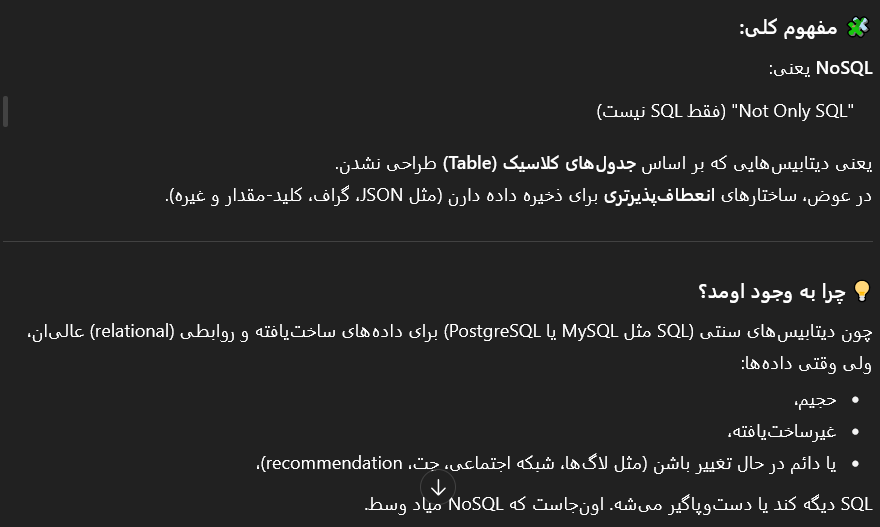 🧩 مفهوم کلی:
NoSQL یعنی:
"Not Only SQL" (فقط SQL نیست)
یعنی دیتابیس‌هایی که بر اساس جدول‌های کلاسیک (Table) طراحی نشدن.
در عوض، ساختارهای انعطاف‌پذیرتری برای ذخیره داده دارن (مثل JSON، گراف، کلید-مقدار و غیره).
💡 چرا به وجود اومد؟
چون دیتابیس‌های سنتی (SQL مثل MySQL یا PostgreSQL) برای داده‌های ساخت‌یافته و روابطی (relational) عالی‌ان،
ولی وقتی داده‌ها:
• حجیم،
• غیرساخت‌یافته،
• یا دائم در حال تغییر باشن (مثل لاگ‌ها، شبکه اجتماعی، چت، recommendation)،
SQL دیگه کند یا دست‌وپاگیر می‌شه. اون‌جاست که NoSQL میاد وسط.